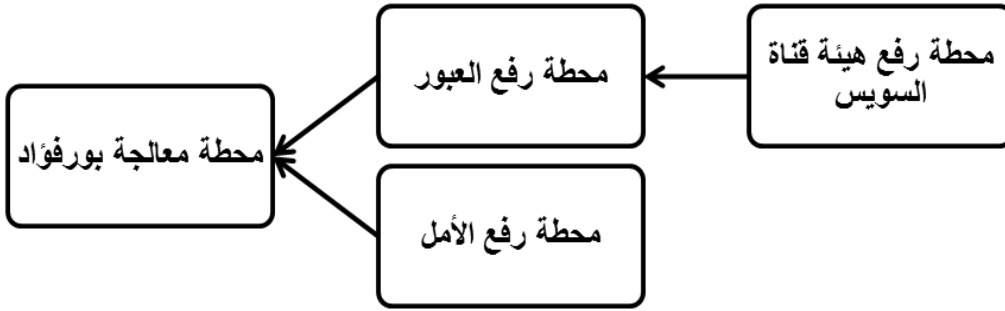 محطة رفع هيئة قناة
السويس
محطة رفع العبور
محطة رفع الأمل
محطة معالجة بورفؤاد